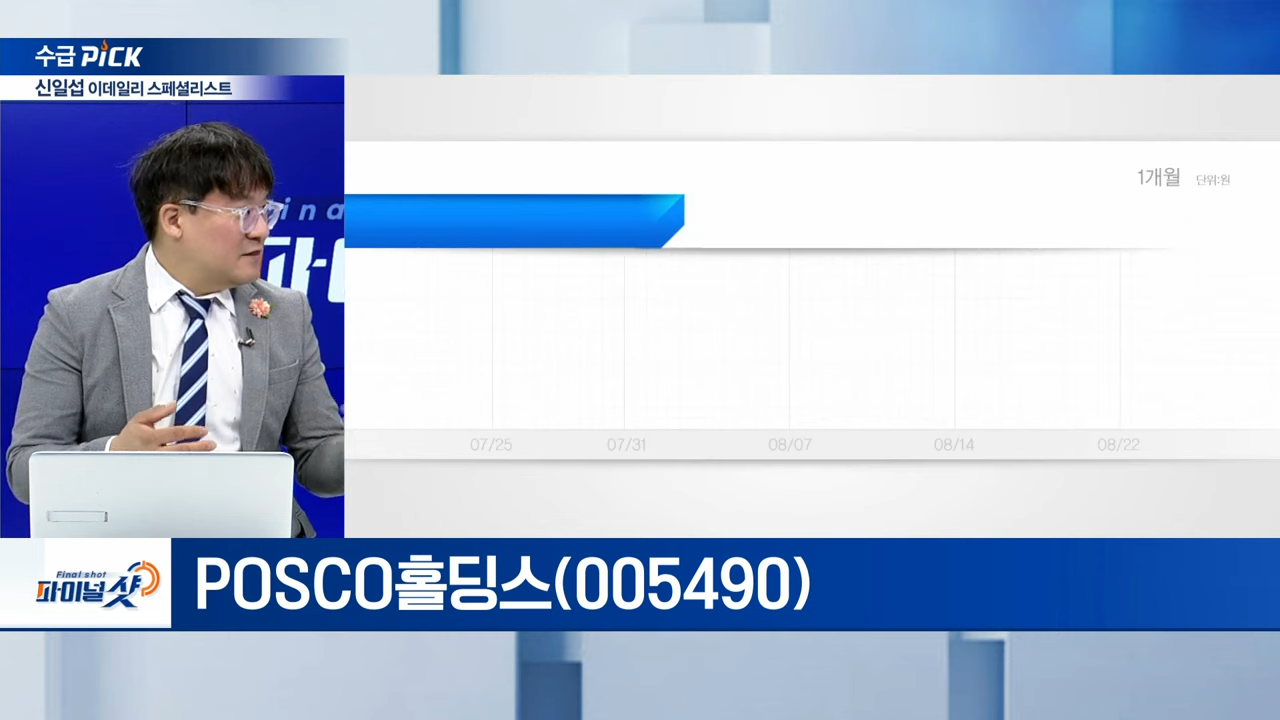 수급 PiCK
신일섭 이데일리 스페셜리스트
1개월 단위:원
07/25 07/31 08/07 08/14 08/22
Final shot
파이널샷
POSCO홀딩스(005490)